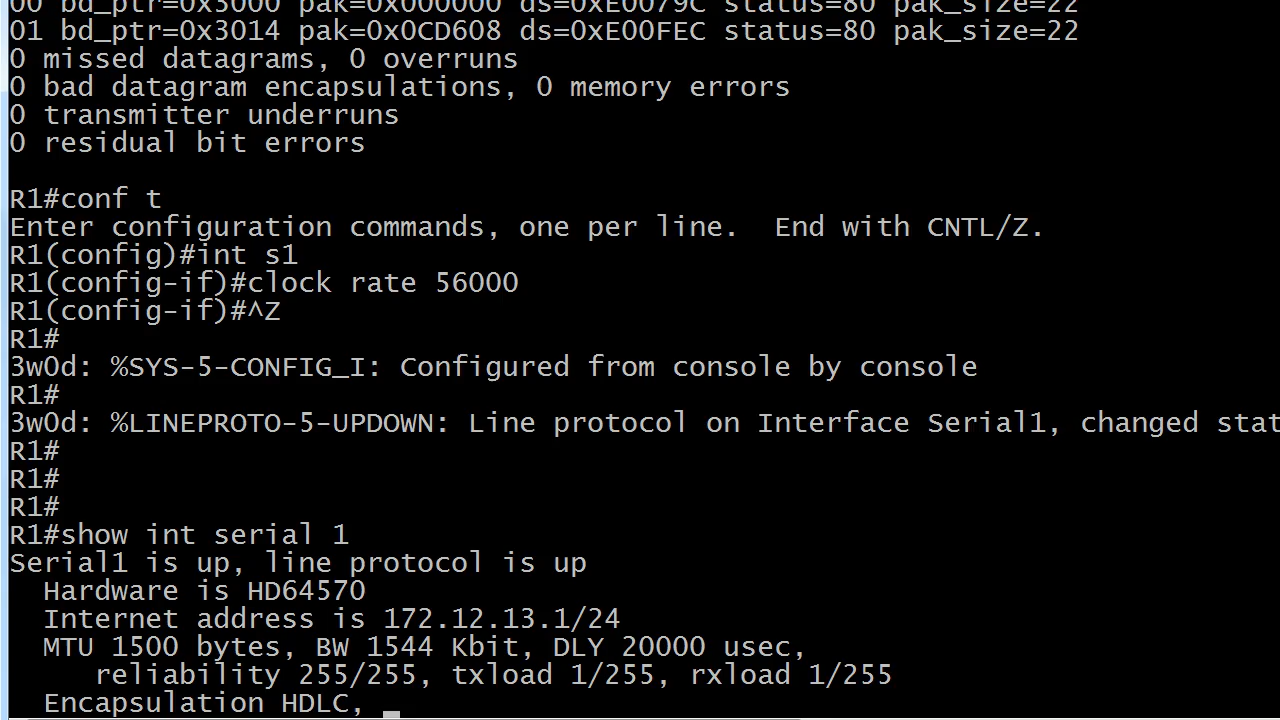 00 bd_ptr=0x3000 pak=0x000000 ds=0xE0079C status=80 pak_size=22
01 bd_ptr=0x3014 pak=0x0CD608 ds=0xE00FEC status=80 pak_size=22
0 missed datagrams, 0 overruns
0 bad datagram encapsulations, 0 memory errors
0 transmitter underruns
0 residual bit errors
R1#conf t
Enter configuration commands, one per line.  End with CNTL/Z.
R1(config)#int s1
R1(config-if)#clock rate 56000
R1(config-if)#^Z
R1#
3w0d: %SYS-5-CONFIG_I: Configured from console by console
R1#
3w0d: %LINEPROTO-5-UPDOWN: Line protocol on Interface Serial1, changed stat
R1#
R1#
R1#
R1#show int serial 1
Serial1 is up, line protocol is up
  Hardware is HD64570
  Internet address is 172.12.13.1/24
  MTU 1500 bytes, BW 1544 Kbit, DLY 20000 usec,
     reliability 255/255, txload 1/255, rxload 1/255
  Encapsulation HDLC,